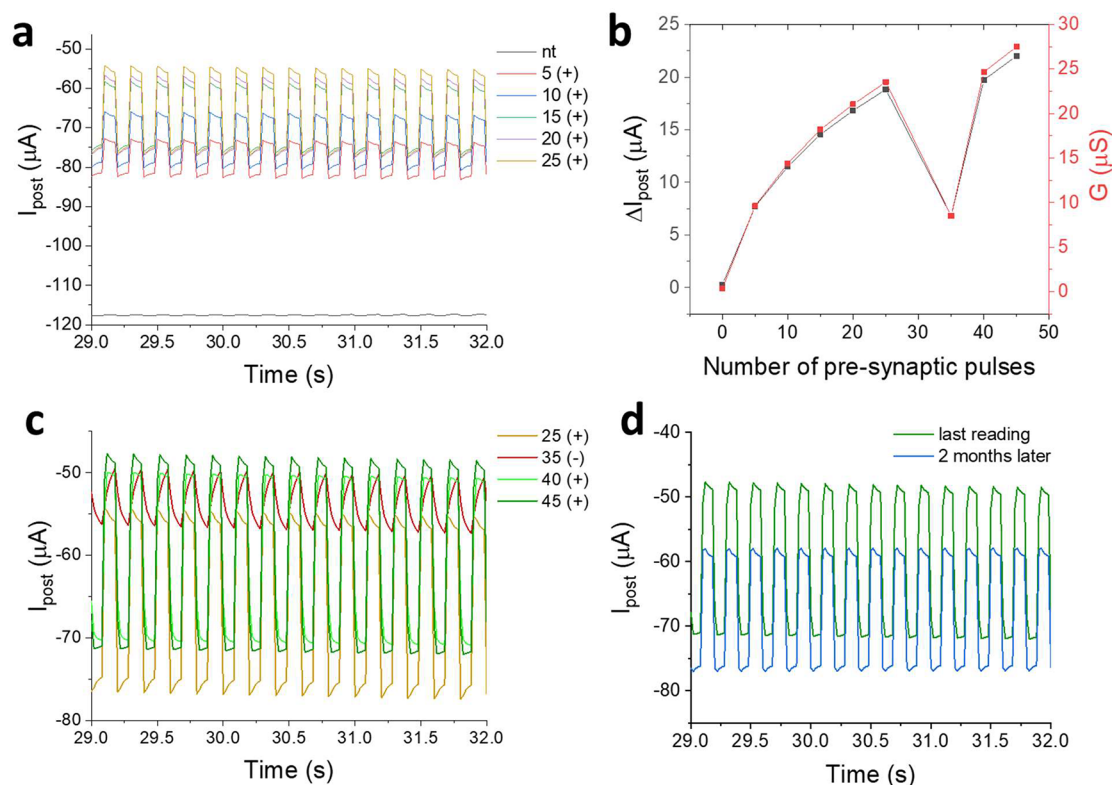 a
-50
-60
-70
-80
-90
-100
-110
-120
I_post (μA)
29.0 29.5 30.0 30.5 31.0 31.5 32.0
Time (s)
nt
5 (+)
10 (+)
15 (+)
20 (+)
25 (+)
b
25
20
15
10
5
0
ΔI_post (μA)
30
25
20
15
10
5
0
G (μS)
0 10 20 30 40 50
Number of pre-synaptic pulses
c
-50
-60
-70
-80
I_post (μA)
29.0 29.5 30.0 30.5 31.0 31.5 32.0
Time (s)
25 (+)
35 (-)
40 (+)
45 (+)
d
-40
-50
-60
-70
-80
I_post (μA)
29.0 29.5 30.0 30.5 31.0 31.5 32.0
Time (s)
last reading
2 months later